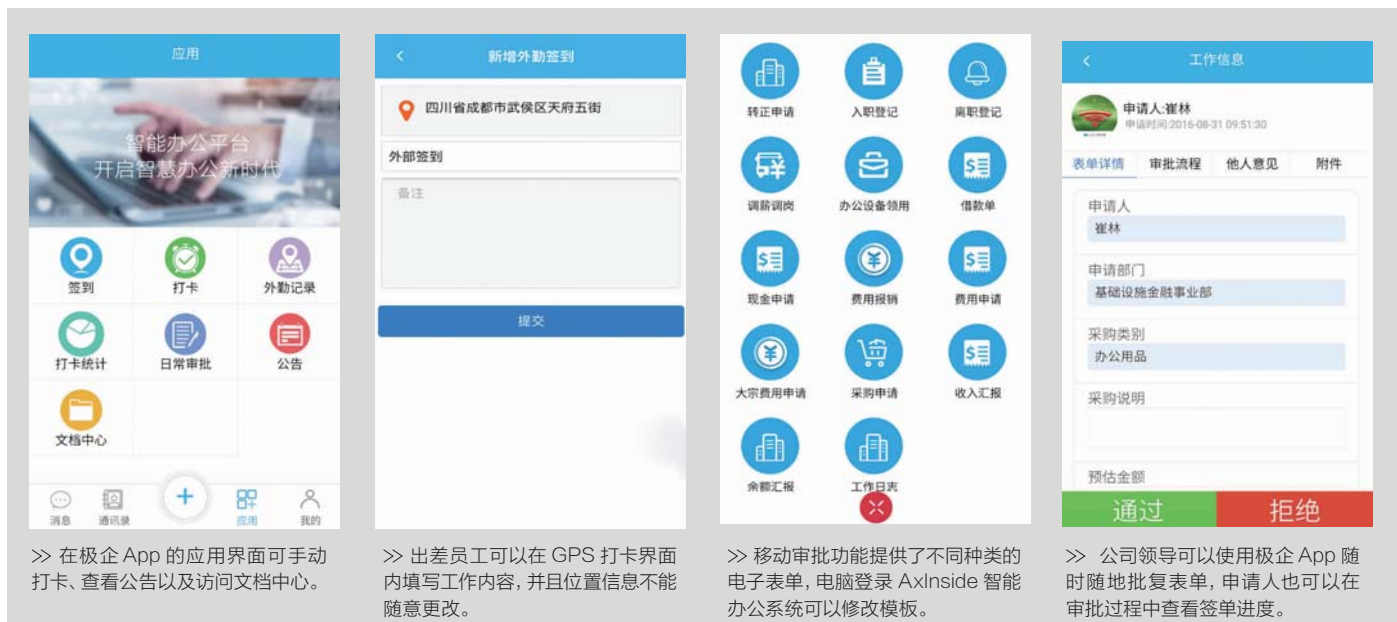 应用
智能办公平台
开启智慧办公新时代
签到
打卡
外勤记录
打卡统计
日常审批
公告
文档中心
消息
通讯录
应用
我的
>> 在极企 App 的应用界面可手动
打卡、查看公告以及访问文档中心。
新增外勤签到
四川省成都市武侯区天府五街
外部签到
备注
提交
>> 出差员工可以在 GPS 打卡界面
内填写工作内容, 并且位置信息不能
随意更改。
转正申请
入职登记
离职登记
调薪调岗
办公设备领用
借款单
现金申请
费用报销
费用申请
大宗费用申请
采购申请
收入汇报
余额汇报
工作日志
>> 移动审批功能提供了不同种类的
电子表单, 电脑登录 AxInside 智能
办公系统可以修改模板。
工作信息
申请人:崔林
申请时间:2016-08-31 09:51:30
表单详情 审批流程 他人意见 附件
申请人
崔林
申请部门
基础设施金融事业部
采购类别
办公用品
采购说明
预估金额
通过 拒绝
>> 公司领导可以使用极企 App 随
时随地批复表单, 申请人也可以在
审批过程中查看签单进度。